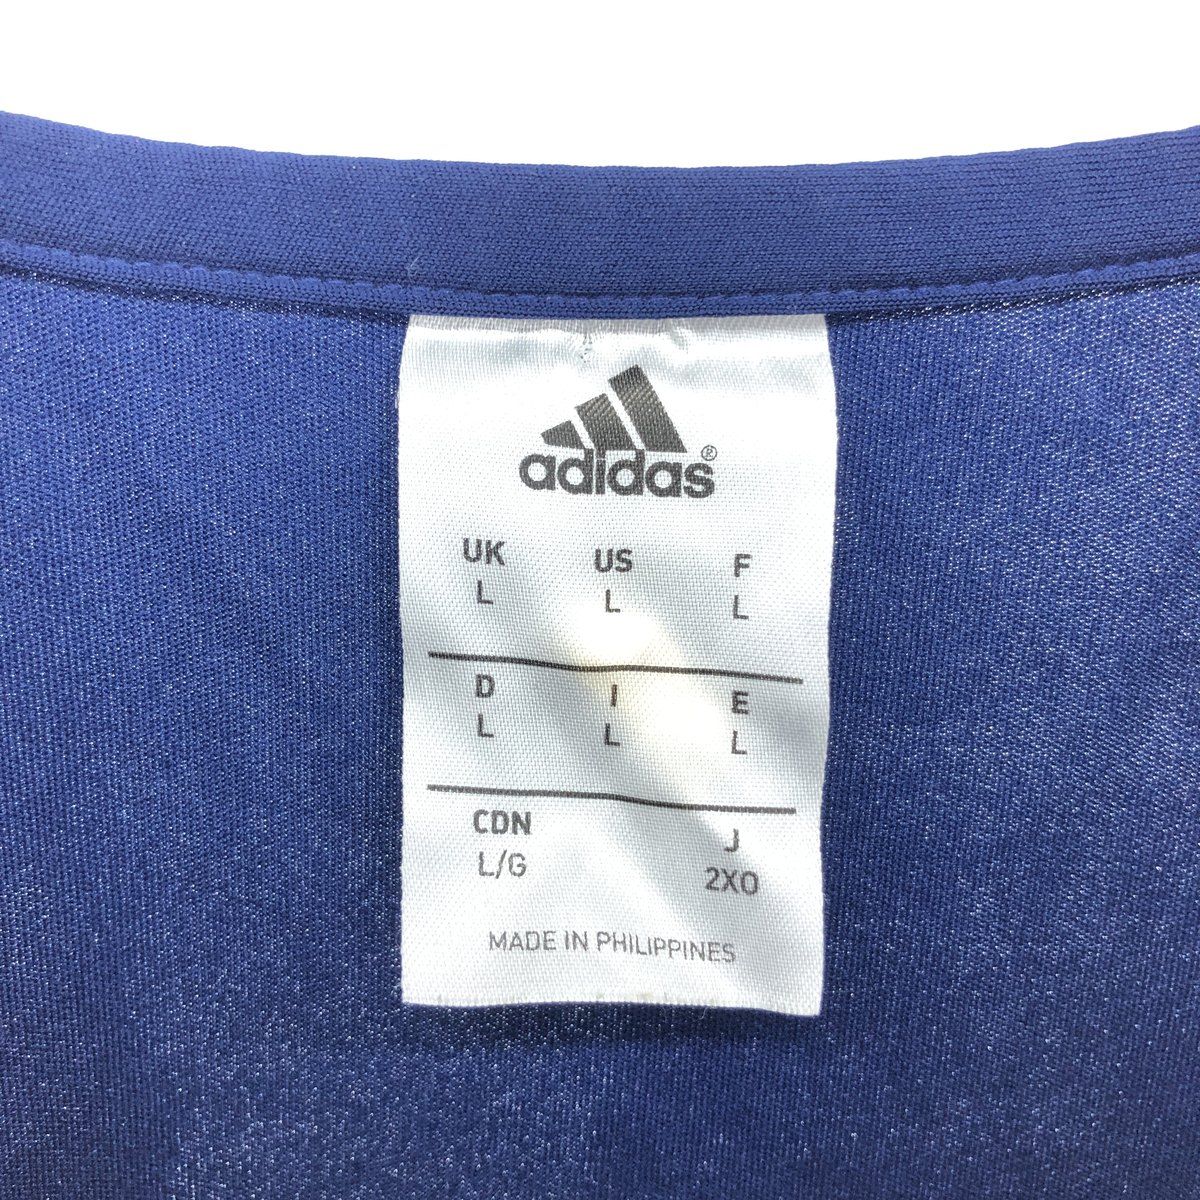 adidas®
UK US F
L L L
D I E
L L L
CDN J
L/G 2XO
MADE IN PHILIPPINES